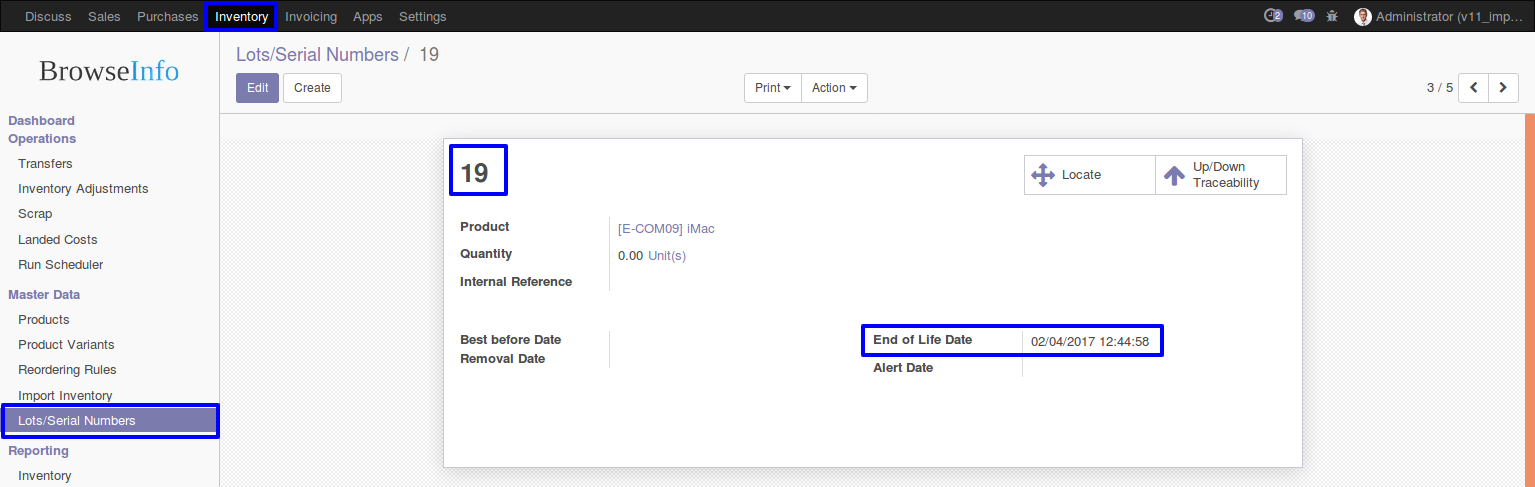 Discuss Sales Purchases Inventory Invoicing Apps Settings 2 10 Administrator (v11_imp...
BrowseInfo
Lots/Serial Numbers / 19
Edit Create Print Action 3 / 5
Dashboard
Operations
Transfers
Inventory Adjustments
Scrap
Landed Costs
Run Scheduler
Master Data
Products
Product Variants
Reordering Rules
Import Inventory
Lots/Serial Numbers
Reporting
Inventory
19
Locate
Up/Down
Traceability
Product [E-COM09] iMac
Quantity 0.00 Unit(s)
Internal Reference
Best before Date
Removal Date
End of Life Date 02/04/2017 12:44:58
Alert Date